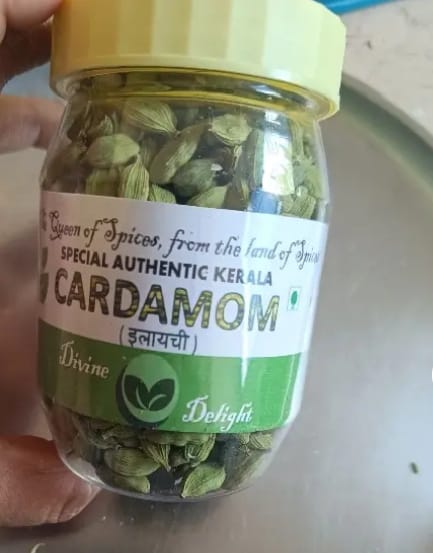 Queen of Spices, from the land of Spices
SPECIAL AUTHENTIC KERALA
CARDAMOM
(इलायची)
Divine
Delight